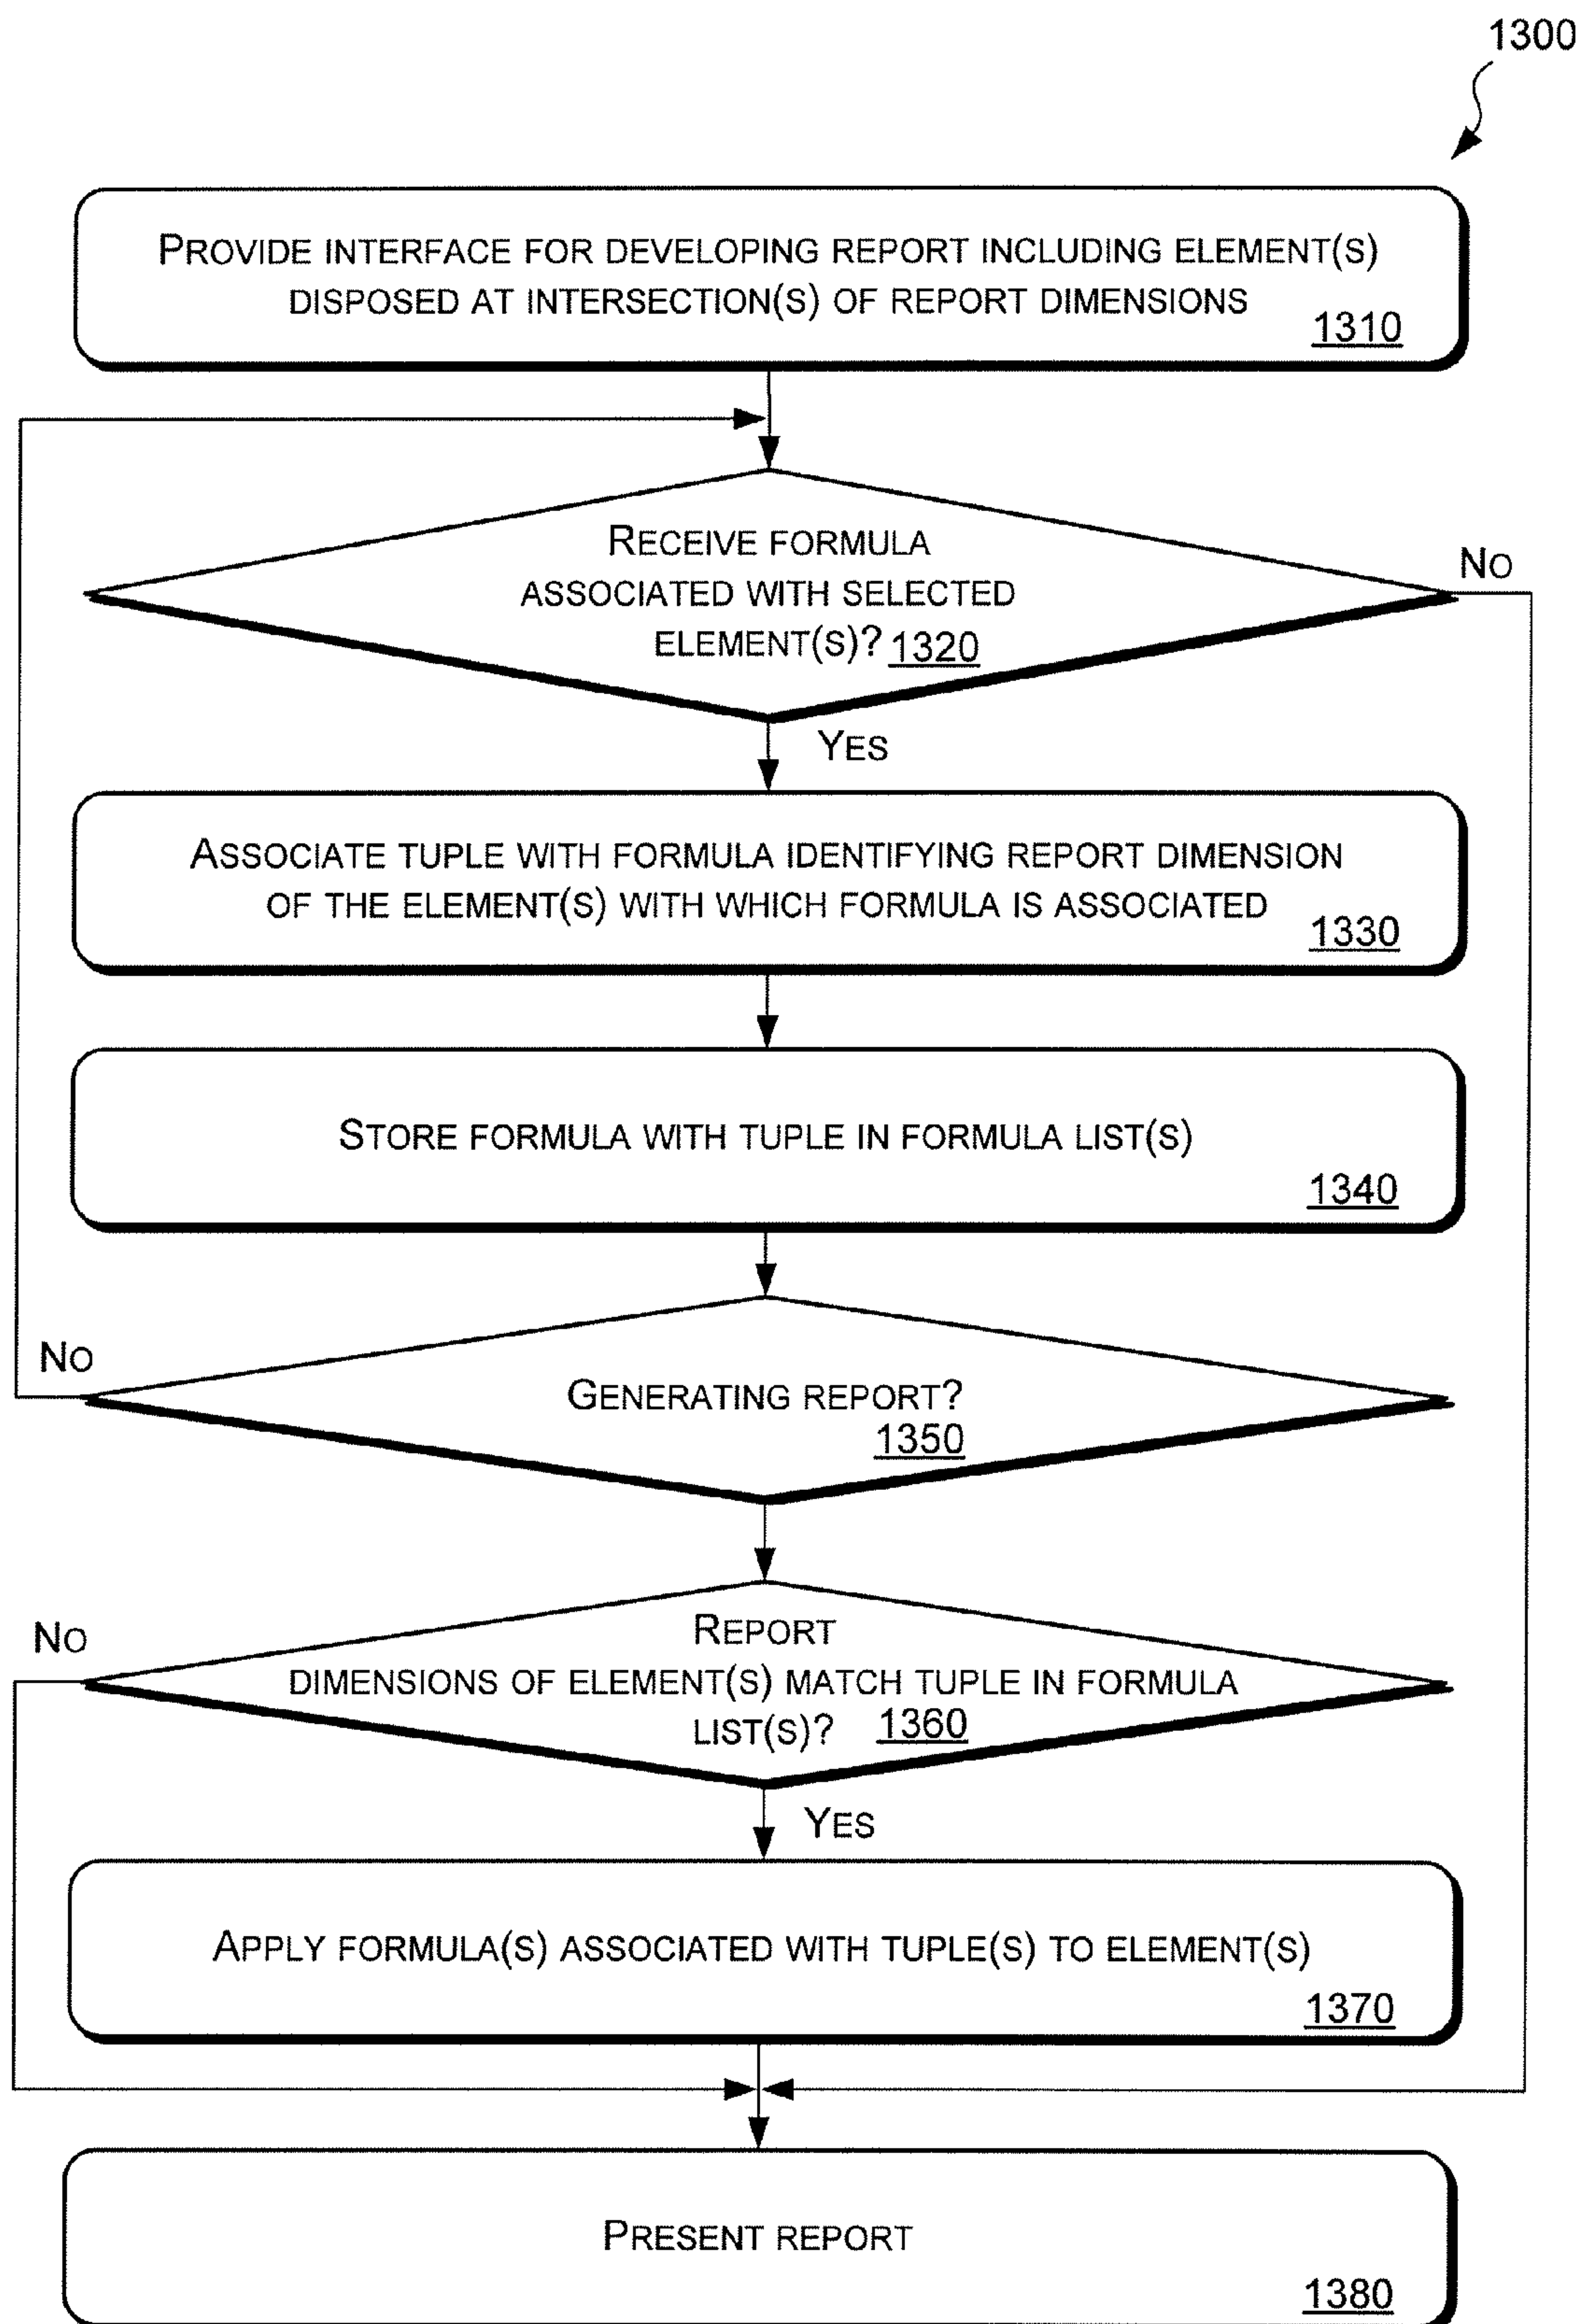 1300
PROVIDE INTERFACE FOR DEVELOPING REPORT INCLUDING ELEMENT(S)
DISPOSED AT INTERSECTION(S) OF REPORT DIMENSIONS
1310
RECEIVE FORMULA
ASSOCIATED WITH SELECTED
ELEMENT(S)? 1320
NO
YES
ASSOCIATE TUPLE WITH FORMULA IDENTIFYING REPORT DIMENSION
OF THE ELEMENT(S) WITH WHICH FORMULA IS ASSOCIATED
1330
STORE FORMULA WITH TUPLE IN FORMULA LIST(S)
1340
NO
GENERATING REPORT?
1350
NO
REPORT
DIMENSIONS OF ELEMENT(S) MATCH TUPLE IN FORMULA
LIST(S)? 1360
YES
APPLY FORMULA(S) ASSOCIATED WITH TUPLE(S) TO ELEMENT(S)
1370
PRESENT REPORT
1380